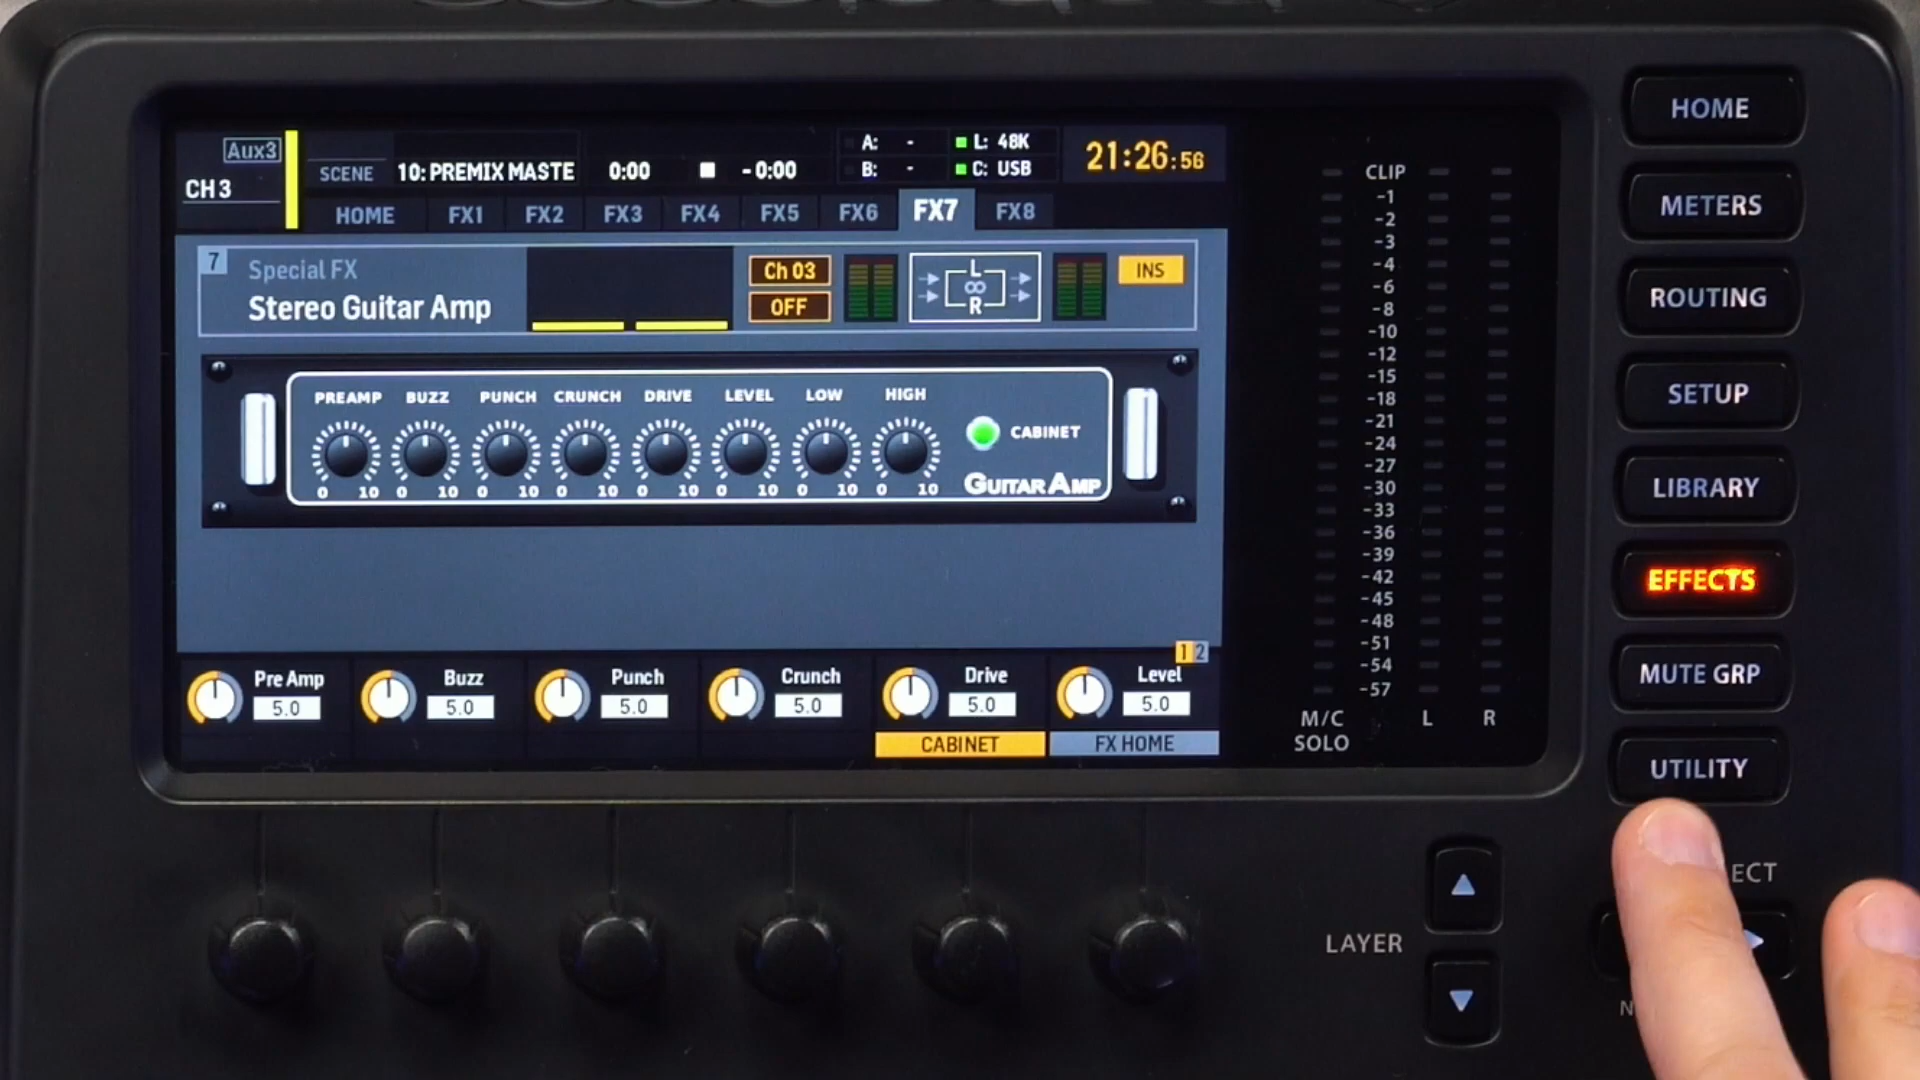 Aux3
CH 3
SCENE 10: PREMIX MASTE 0:00 -0:00
A: - L: 48K
B: - C: USB
21:26:56
HOME FX1 FX2 FX3 FX4 FX5 FX6 FX7 FX8
7 Special FX
Stereo Guitar Amp
Ch 03
OFF
L
∞
R
INS
PREAMP BUZZ PUNCH CRUNCH DRIVE LEVEL LOW HIGH
0 10 0 10 0 10 0 10 0 10 0 10 0 10 0 10
CABINET
GUITAR AMP
1 2
Pre Amp Buzz Punch Crunch Drive Level
5.0 5.0 5.0 5.0 5.0 5.0
CABINET FX HOME
CLIP
-1
-2
-3
-4
-6
-8
-10
-12
-15
-18
-21
-24
-27
-30
-33
-36
-39
-42
-45
-48
-51
-54
-57
M/C
SOLO
L R
HOME
METERS
ROUTING
SETUP
LIBRARY
EFFECTS
MUTE GRP
UTILITY
LAYER